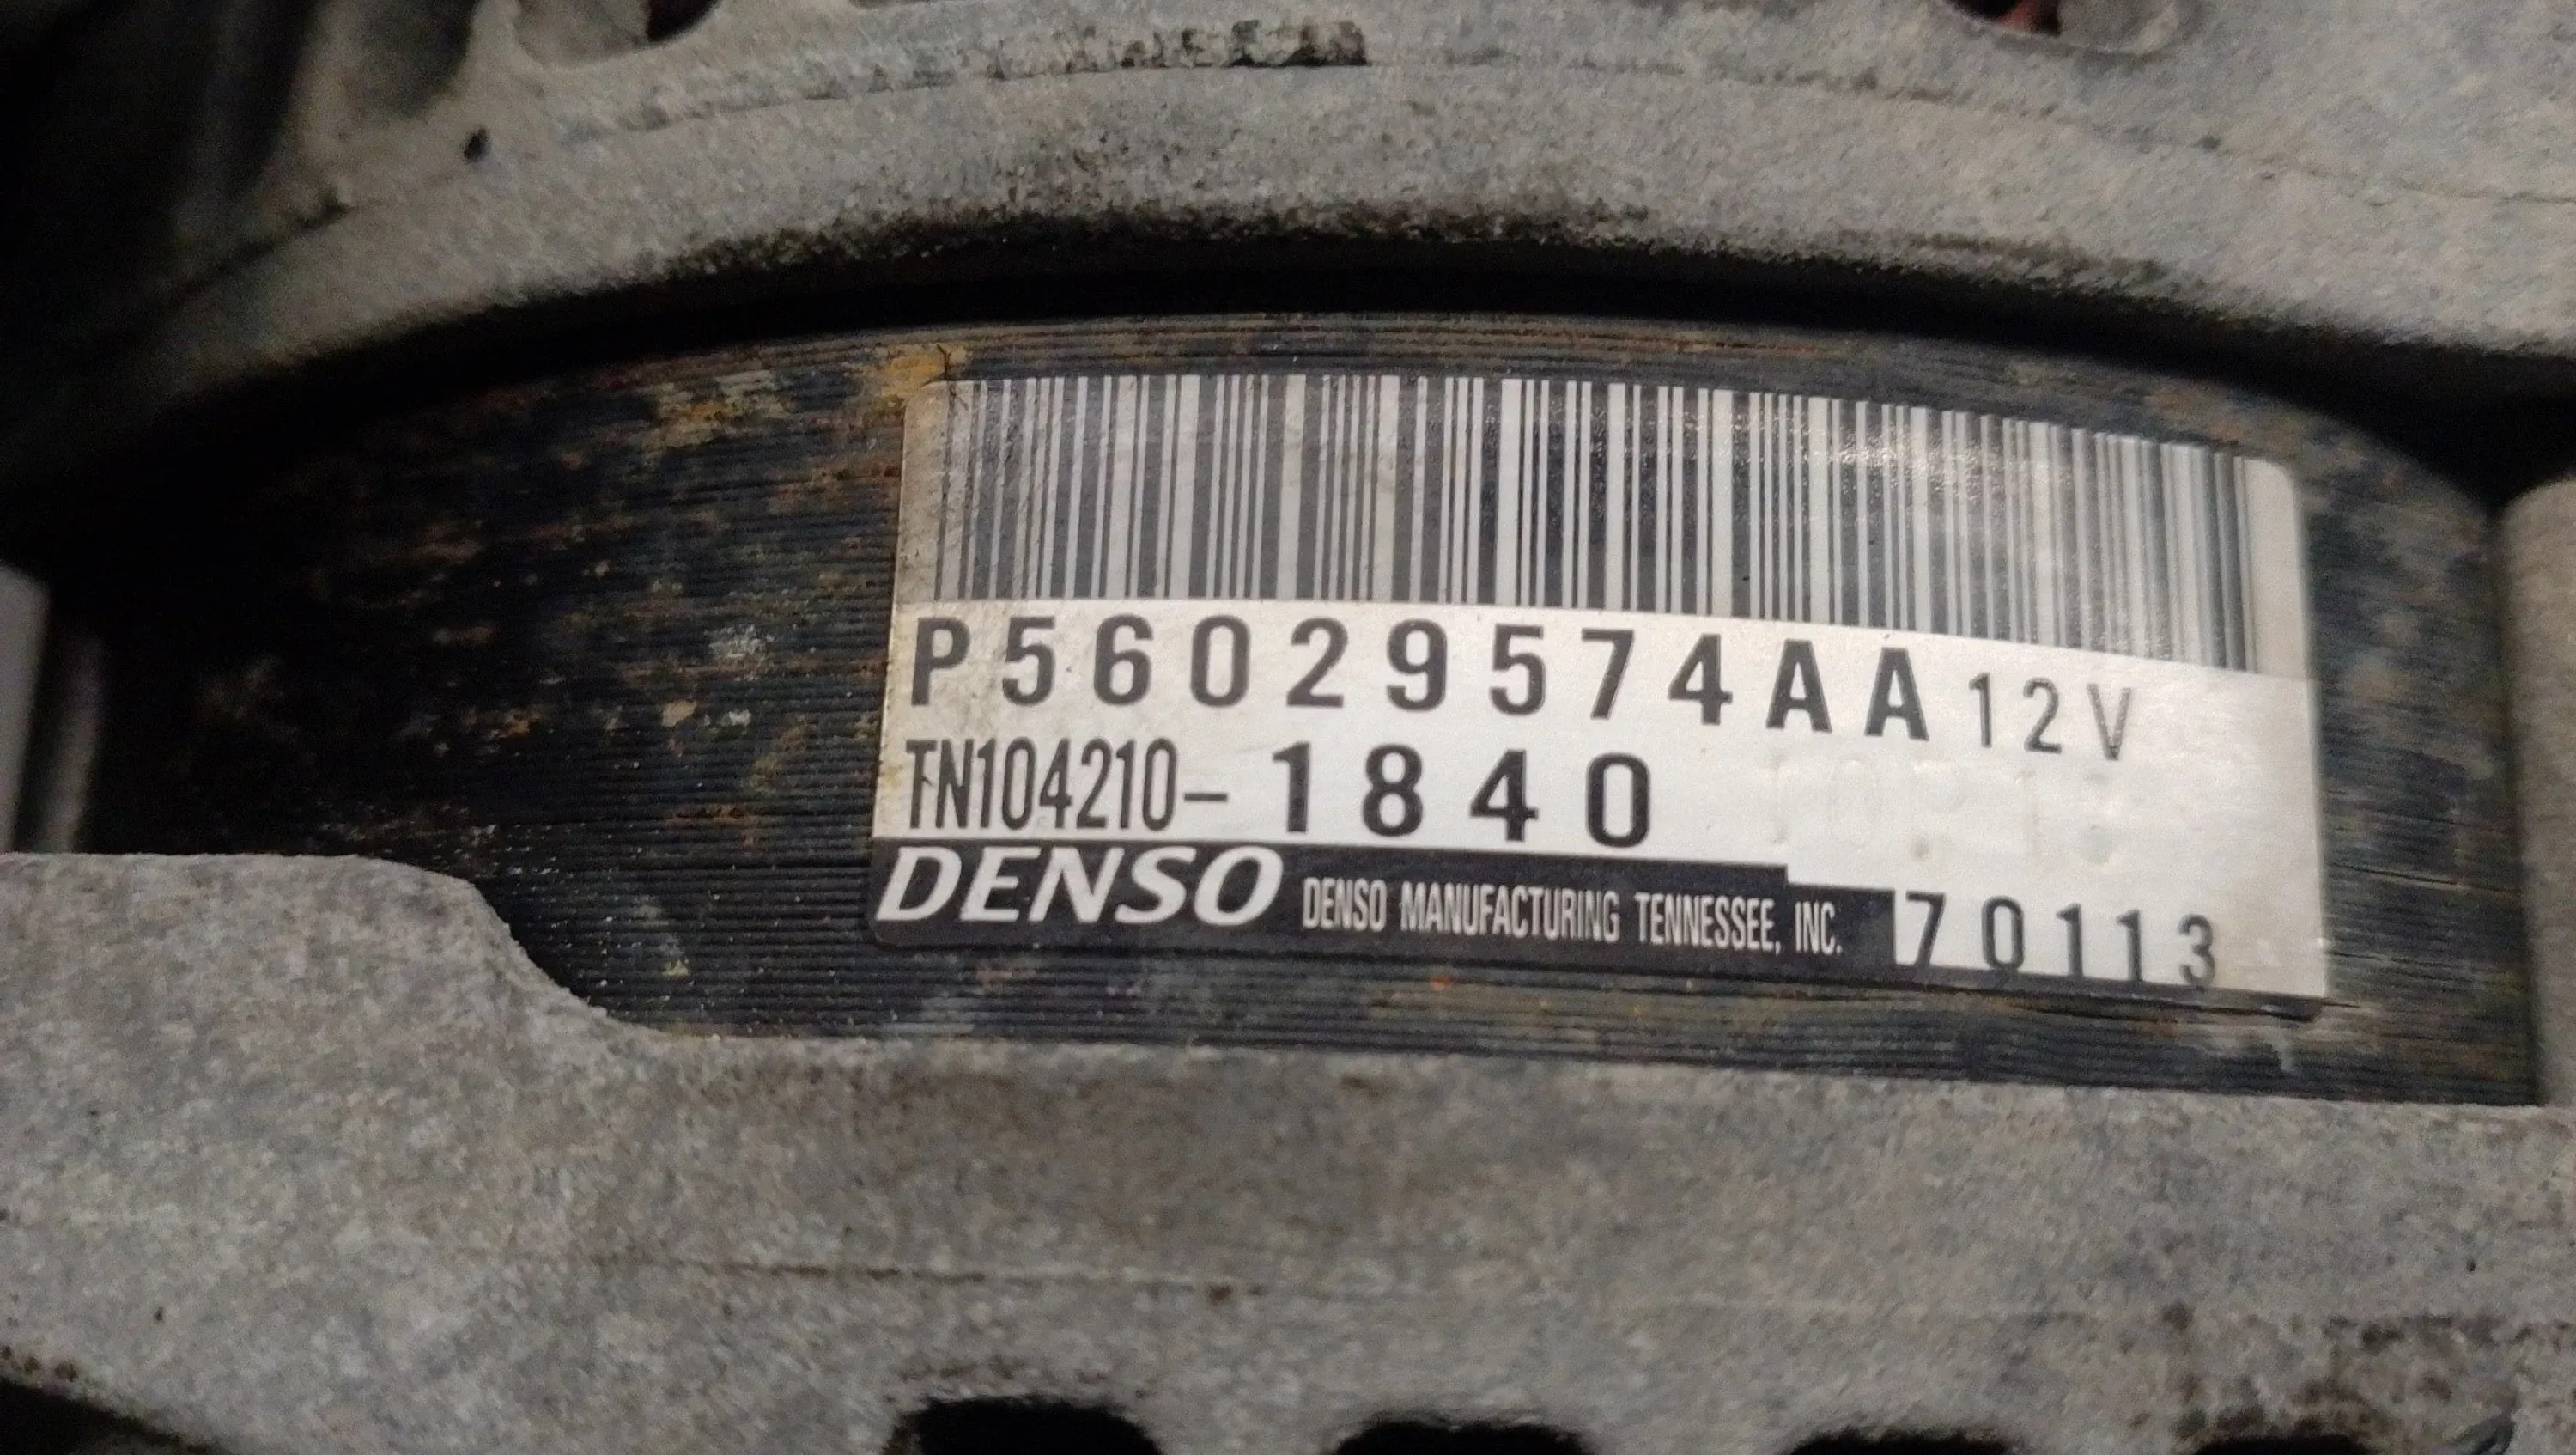 P56029574AA 12V
TN104210-1840
DENSO DENSO MANUFACTURING TENNESSEE, INC. 70113